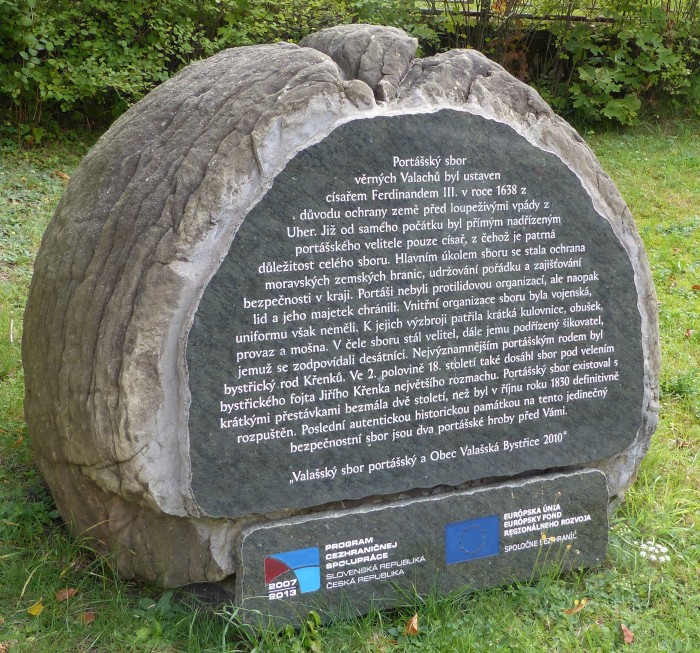 Portášský sbor
věrných Valachů byl ustaven
císařem Ferdinandem III. v roce 1638 z
důvodu ochrany země před loupeživými vpády z
Uher. Již od samého počátku byl přímým nadřízeným
portášského velitele pouze císař, z čehož je patrná
důležitost celého sboru. Hlavním úkolem sboru se stala ochrana
moravských zemských hranic, udržování pořádku a zajišťování
bezpečnosti v kraji. Portáši nebyli protilidovou organizací, ale naopak
lid a jeho majetek chránili. Vnitřní organizace sboru byla vojenská,
uniformu však neměli. K jejich výzbroji patřila krátká kulovnice, obušek,
provaz a mošna. V čele sboru stál velitel, dále jemu podřízený šikovatel,
jemuž se zodpovídali desátníci. Nejvýznamnějším portášským rodem byl
bystřický rod Křenků. Ve 2. polovině 18. století také dosáhl sbor pod velením
bystřického fojta Jiřího Křenka největšího rozmachu. Portášský sbor existoval s
krátkými přestávkami bezmála dvě století, než byl v říjnu roku 1830 definitivně
rozpuštěn. Poslední autentickou historickou památkou na tento jedinečný
bezpečnostní sbor jsou dva portášské hroby před Vámi.
„Valašský sbor portášský a Obec Valašská Bystřice 2010"
2007
2013
PROGRAM
CEZHRANIČNEJ
SPOLUPRÁCE
SLOVENSKÁ REPUBLIKA
ČESKÁ REPUBLIKA
EURÓPSKA ÚNIA
EURÓPSKY FOND
REGIONÁLNEHO ROZVOJA
SPOLOČNE BEZ HRANÍC